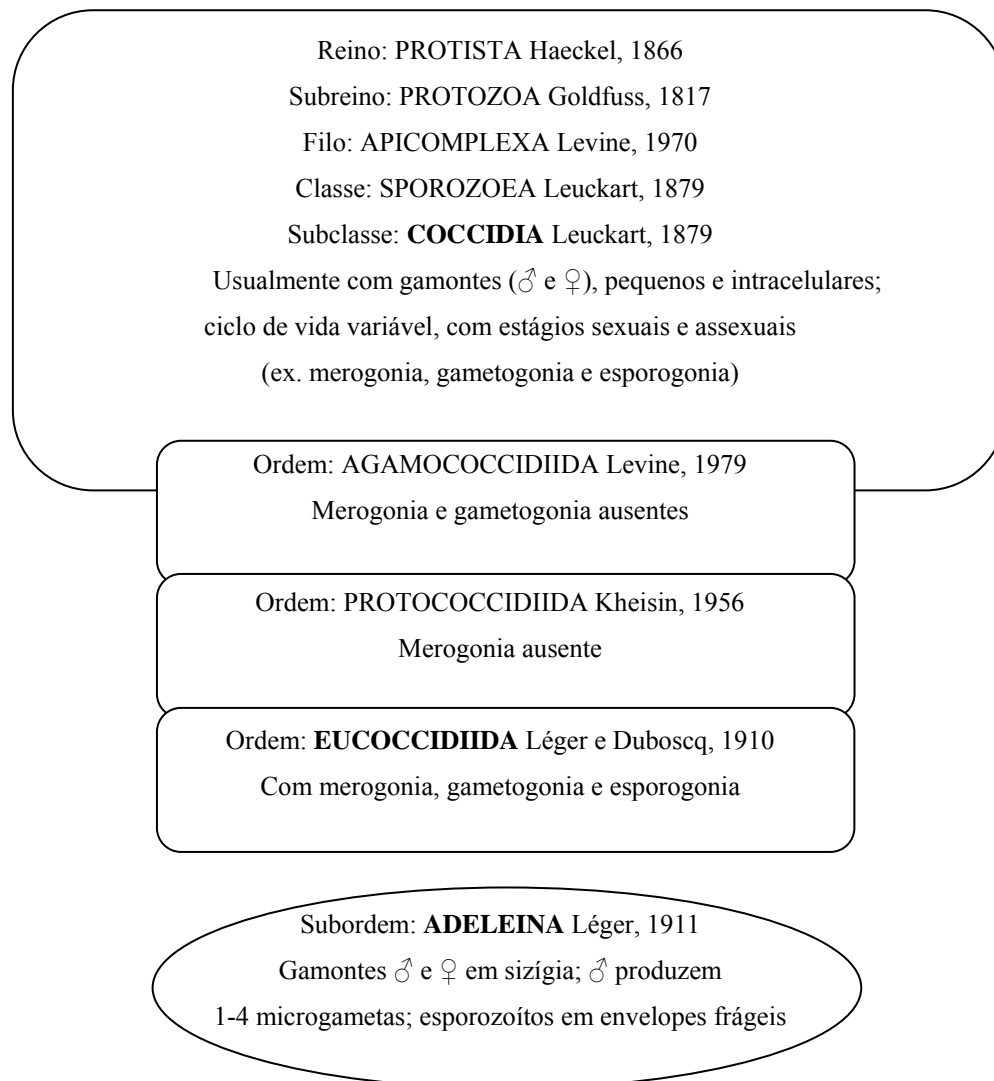 Reino: PROTISTA Haeckel, 1866
Subreino: PROTOZOA Goldfuss, 1817
Filo: APICOMPLEXA Levine, 1970
Classe: SPOROZOEA Leuckart, 1879
Subclasse: COCCIDIA Leuckart, 1879
Usualmente com gamontes (♂ e ♀), pequenos e intracelulares;
ciclo de vida variável, com estágios sexuais e assexuais
(ex. merogonia, gametogonia e esporogonia)
Ordem: AGAMOCOCCIDIIDA Levine, 1979
Merogonia e gametogonia ausentes
Ordem: PROTOCOCCIDIIDA Kheisin, 1956
Merogonia ausente
Ordem: EUCOCCIDIIDA Léger e Duboscq, 1910
Com merogonia, gametogonia e esporogonia
Subordem: ADELEINA Léger, 1911
Gamontes ♂ e ♀ em sizígia; ♂ produzem
1-4 microgametas; esporozoítos em envelopes frágeis